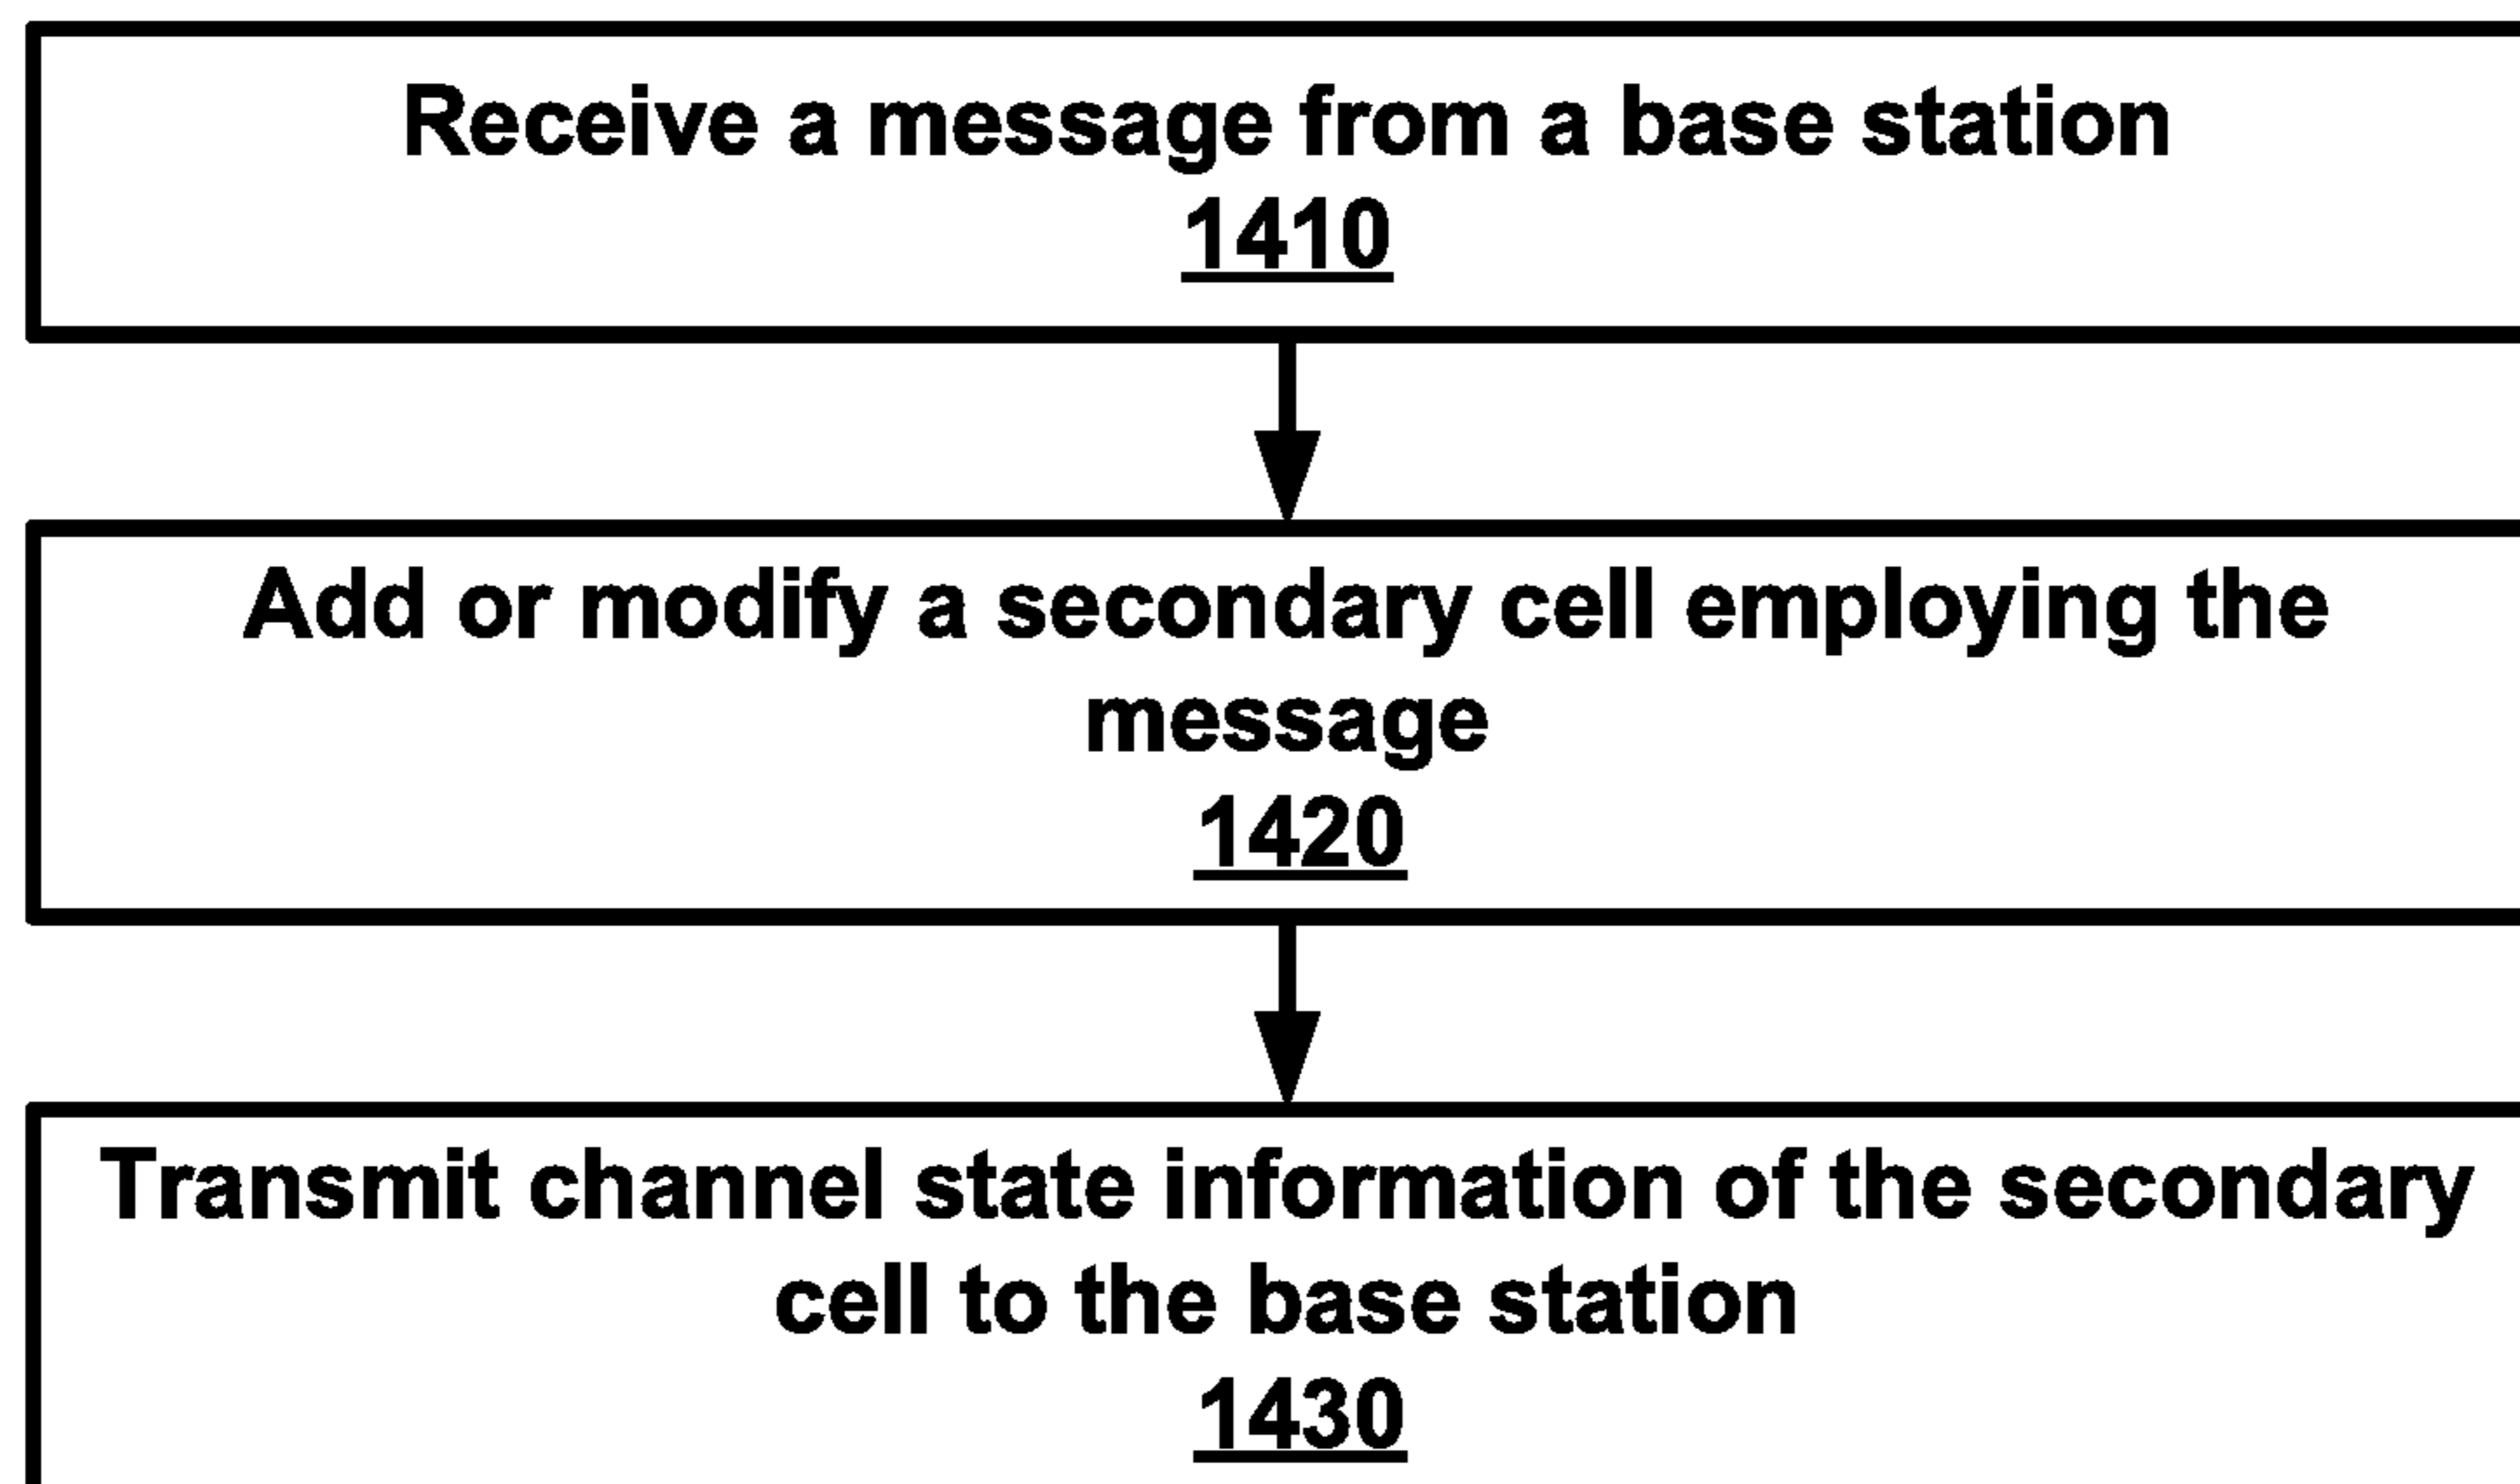 Receive a message from a base station
1410
Add or modify a secondary cell employing the
message
1420
Transmit channel state information of the secondary
cell to the base station
1430